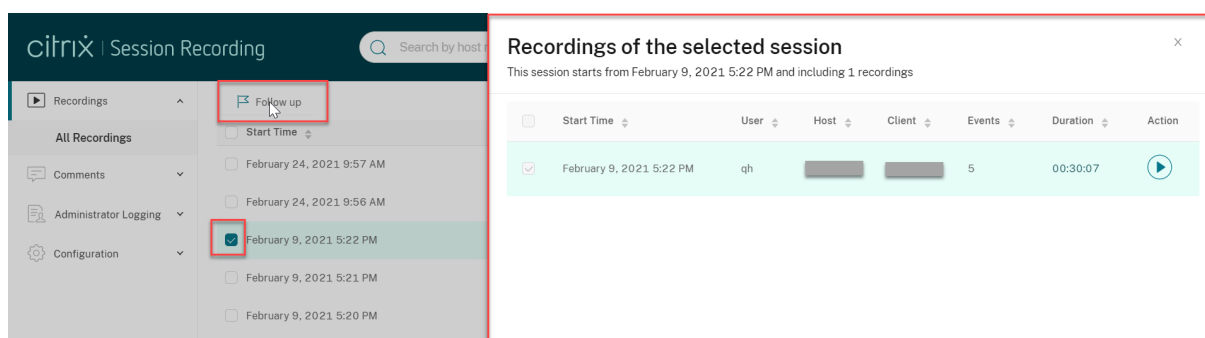 citrix | Session Recording
Search by host
Recordings
All Recordings
Comments
Administrator Logging
Configuration
Follow up
Start Time
February 24, 2021 9:57 AM
February 24, 2021 9:56 AM
February 9, 2021 5:22 PM
February 9, 2021 5:21 PM
February 9, 2021 5:20 PM
Recordings of the selected session
This session starts from February 9, 2021 5:22 PM and including 1 recordings
Start Time User Host Client Events Duration Action
February 9, 2021 5:22 PM qh 5 00:30:07